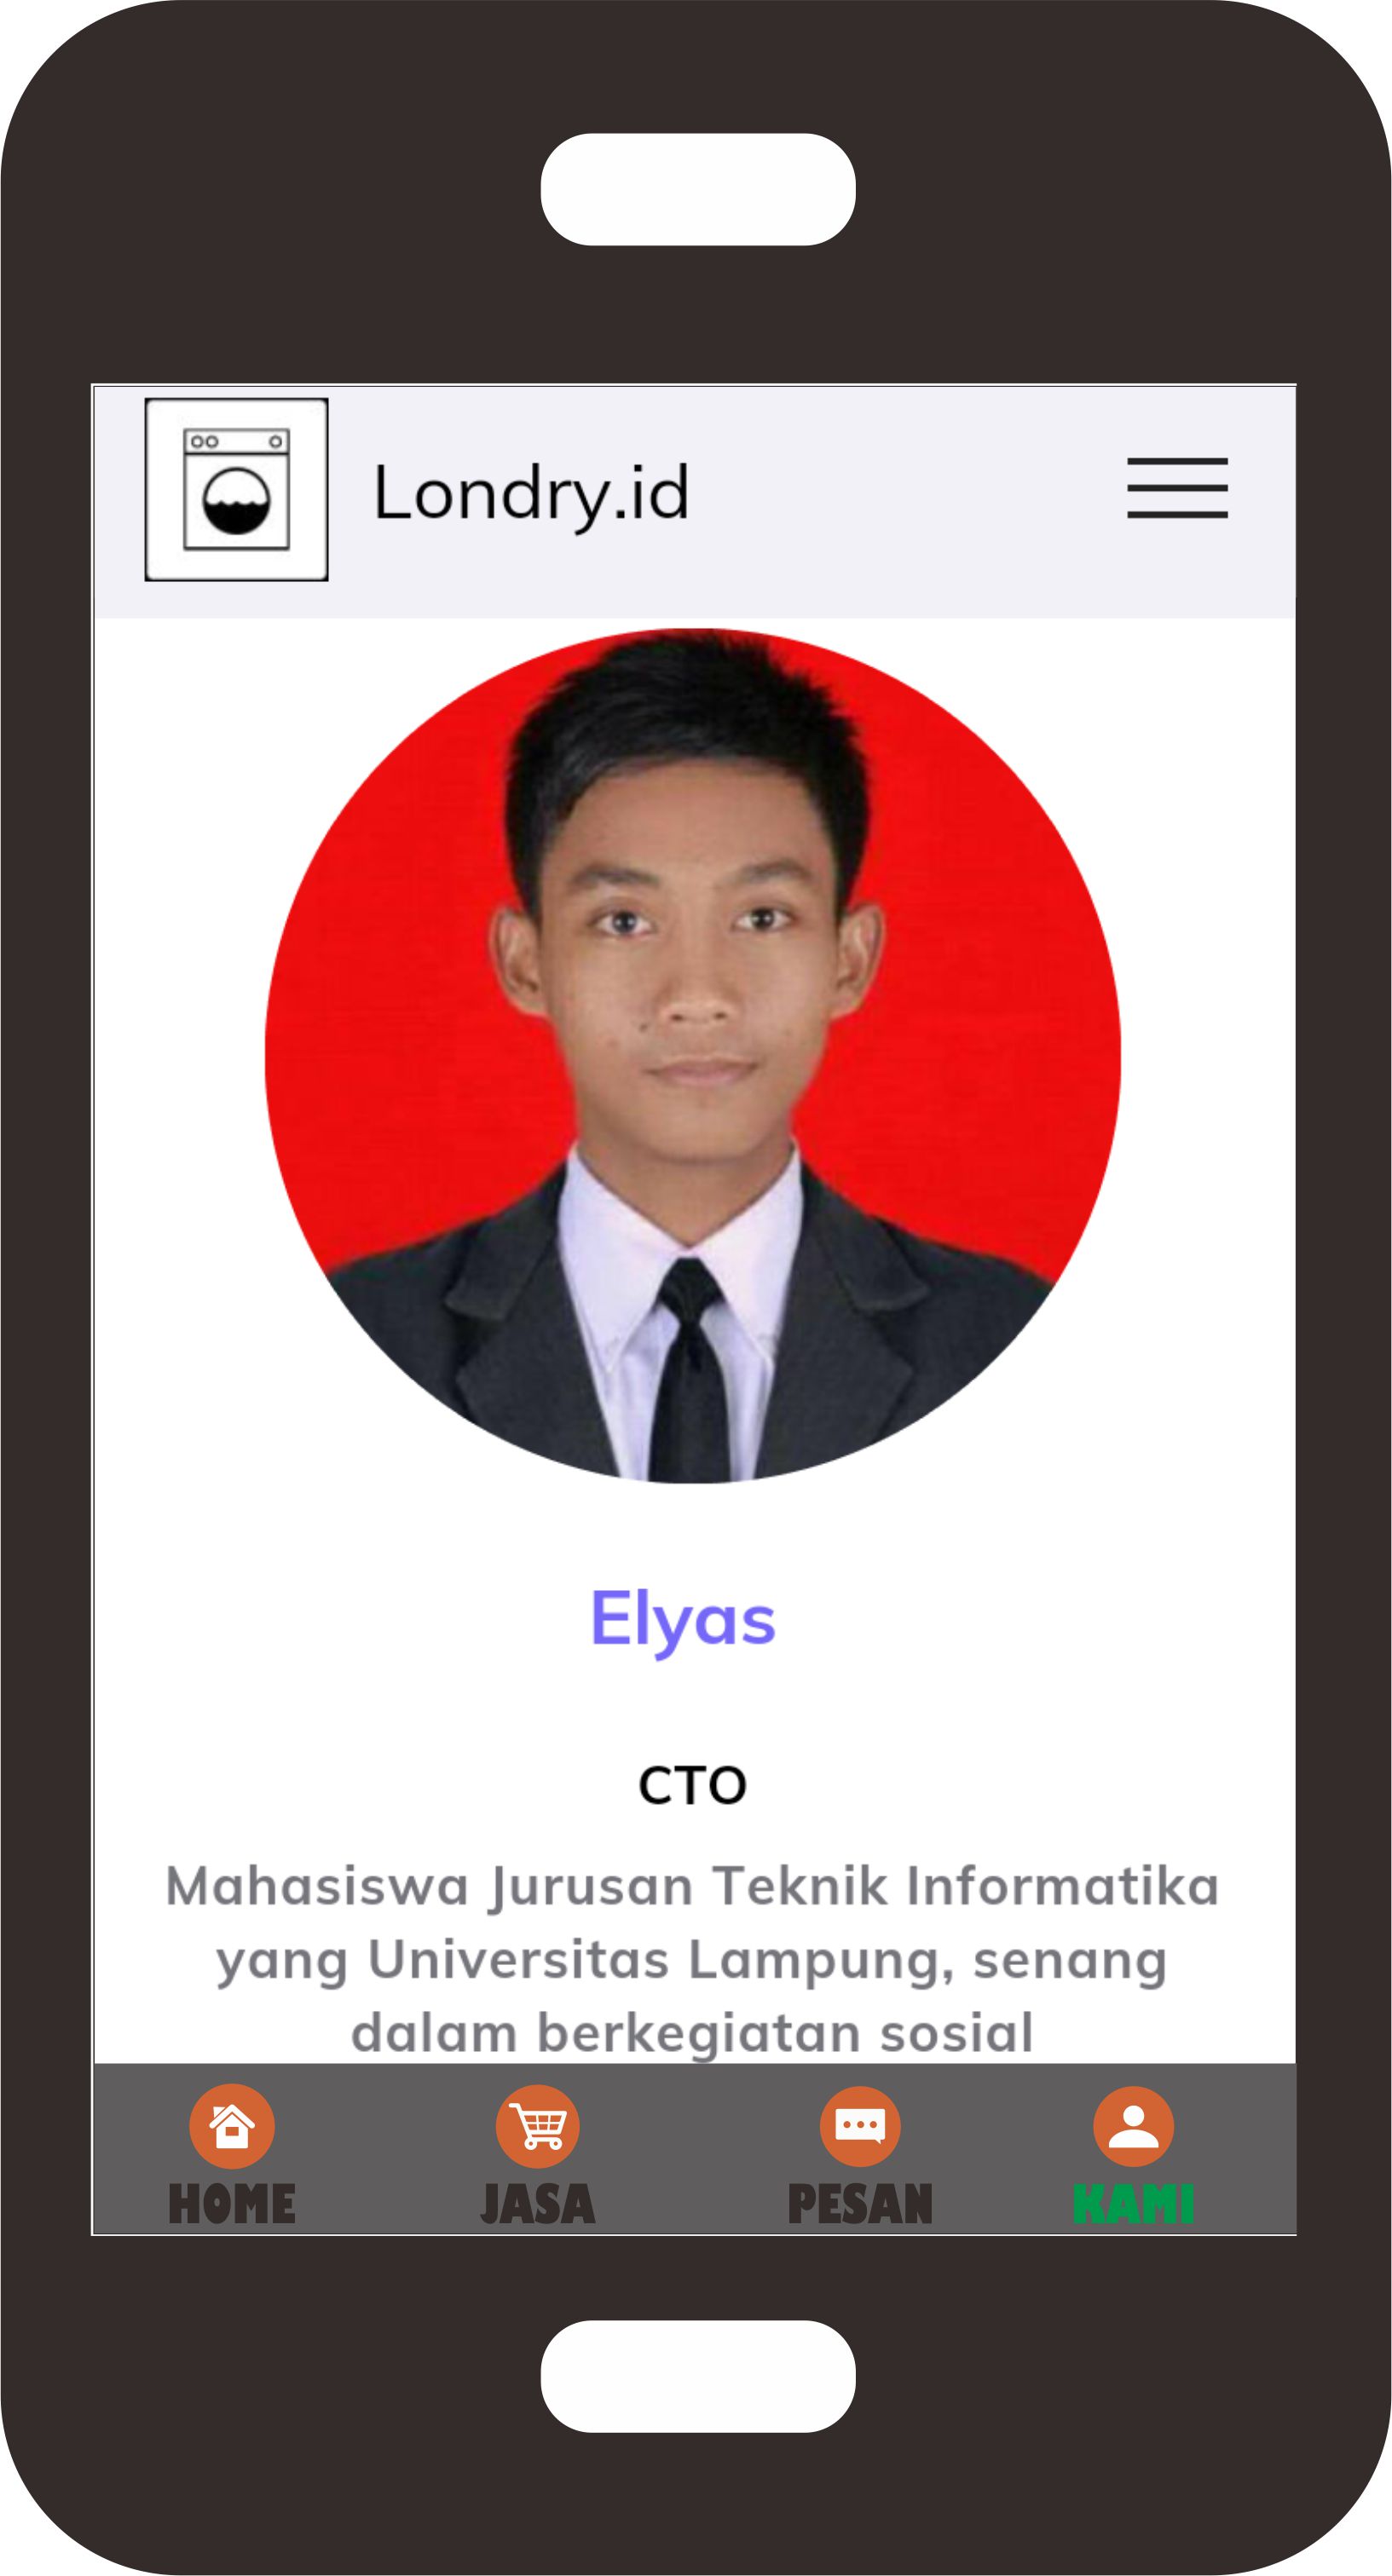 Londry.id
Elyas
CTO
Mahasiswa Jurusan Teknik Informatika
yang Universitas Lampung, senang
dalam berkegiatan sosial
HOME JASA PESAN KAMI